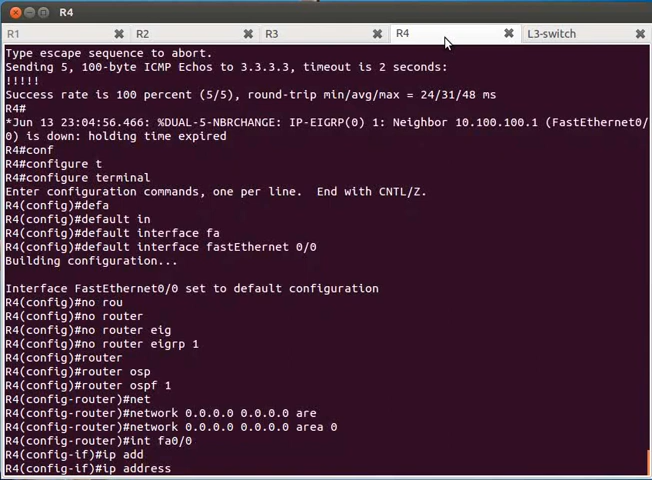 R4
R1
R2
R3
R4
L3-switch
Type escape sequence to abort.
Sending 5, 100-byte ICMP Echos to 3.3.3.3, timeout is 2 seconds:
!!!!!
Success rate is 100 percent (5/5), round-trip min/avg/max = 24/31/48 ms
R4#
*Jun 13 23:04:56.466: %DUAL-5-NBRCHANGE: IP-EIGRP(0) 1: Neighbor 10.100.100.1 (FastEthernet0/
0) is down: holding time expired
R4#conf
R4#configure t
R4#configure terminal
Enter configuration commands, one per line.  End with CNTL/Z.
R4(config)#defa
R4(config)#default in
R4(config)#default interface fa
R4(config)#default interface fastEthernet 0/0
Building configuration...
Interface FastEthernet0/0 set to default configuration
R4(config)#no rou
R4(config)#no router
R4(config)#no router eig
R4(config)#no router eigrp 1
R4(config)#router
R4(config)#router osp
R4(config)#router ospf 1
R4(config-router)#net
R4(config-router)#network 0.0.0.0 0.0.0.0 are
R4(config-router)#network 0.0.0.0 0.0.0.0 area 0
R4(config-router)#int fa0/0
R4(config-if)#ip add
R4(config-if)#ip address